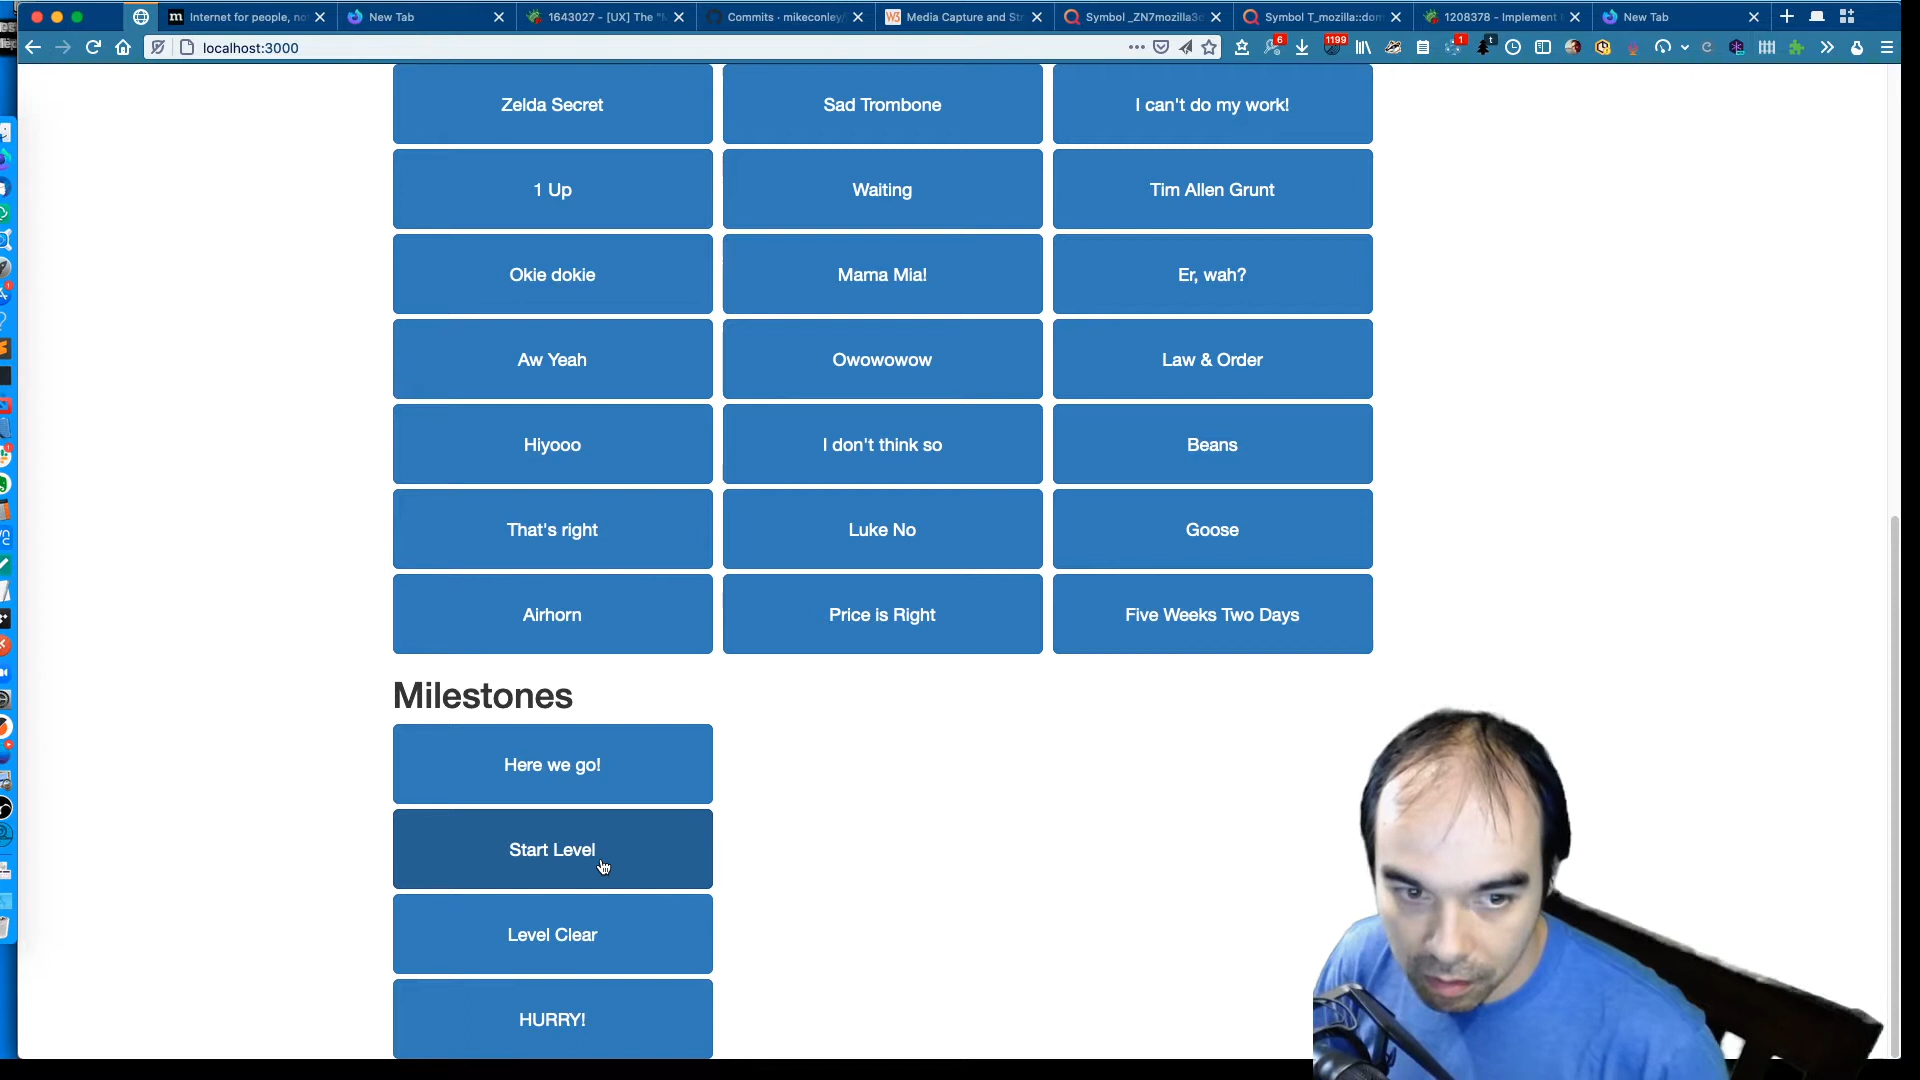 Internet for people, no
New Tab
1643027 - [UX] The "M
Commits · mikeconley/
Media Capture and St
Symbol _ZN7mozilla3d
Symbol T_mozilla::dom
1208378 - Implement
New Tab
localhost:3000
6
1199
1
t
Zelda Secret
Sad Trombone
I can't do my work!
1 Up
Waiting
Tim Allen Grunt
Okie dokie
Mama Mia!
Er, wah?
Aw Yeah
Owowowow
Law & Order
Hiyooo
I don't think so
Beans
That's right
Luke No
Goose
Airhorn
Price is Right
Five Weeks Two Days
Milestones
Here we go!
Start Level
Level Clear
HURRY!